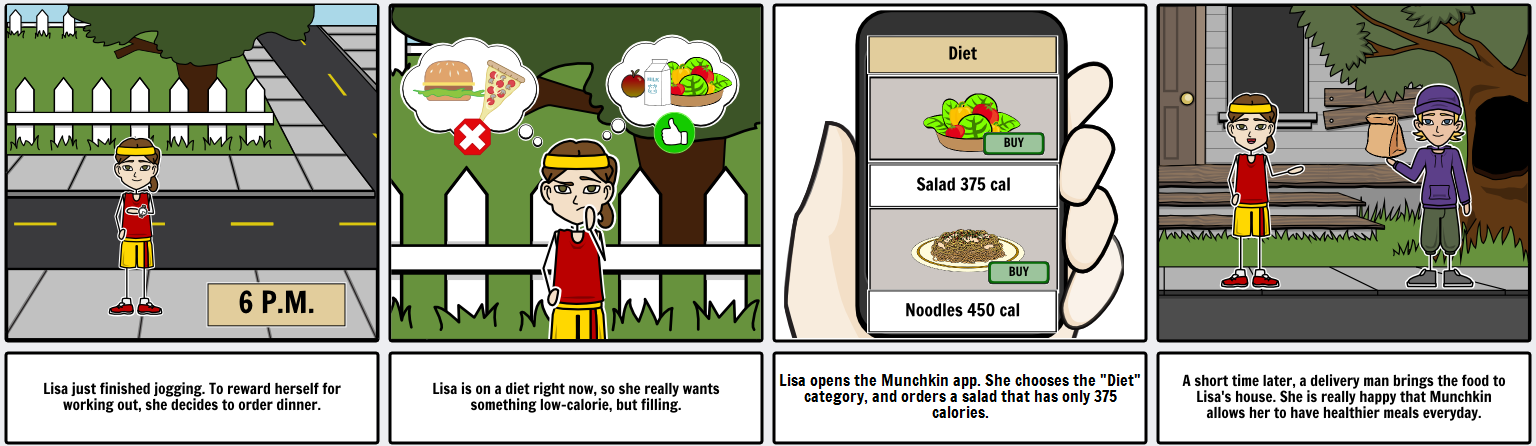 6 P.M.
Lisa just finished jogging. To reward herself for
working out, she decides to order dinner.
MILK
Lisa is on a diet right now, so she really wants
something low-calorie, but filling.
Diet
BUY
Salad 375 cal
BUY
Noodles 450 cal
Lisa opens the Munchkin app. She chooses the "Diet"
category, and orders a salad that has only 375
calories.
A short time later, a delivery man brings the food to
Lisa's house. She is really happy that Munchkin
allows her to have healthier meals everyday.